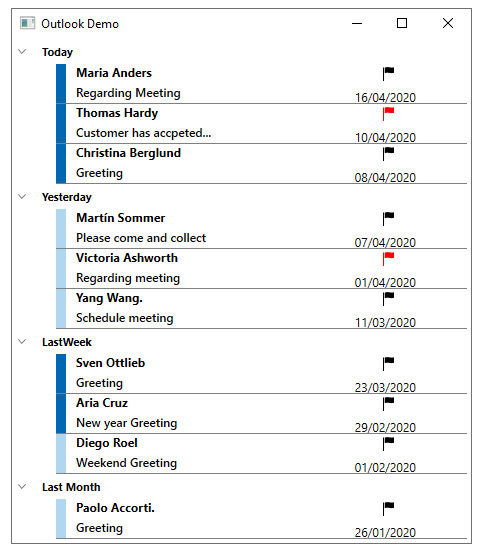 Outlook Demo
Today
Maria Anders
Regarding Meeting
16/04/2020
Thomas Hardy
Customer has accpeted...
10/04/2020
Christina Berglund
Greeting
08/04/2020
Yesterday
Martín Sommer
Please come and collect
07/04/2020
Victoria Ashworth
Regarding meeting
01/04/2020
Yang Wang.
Schedule meeting
11/03/2020
LastWeek
Sven Ottlieb
Greeting
23/03/2020
Aria Cruz
New year Greeting
29/02/2020
Diego Roel
Weekend Greeting
01/02/2020
Last Month
Paolo Accorti.
Greeting
26/01/2020